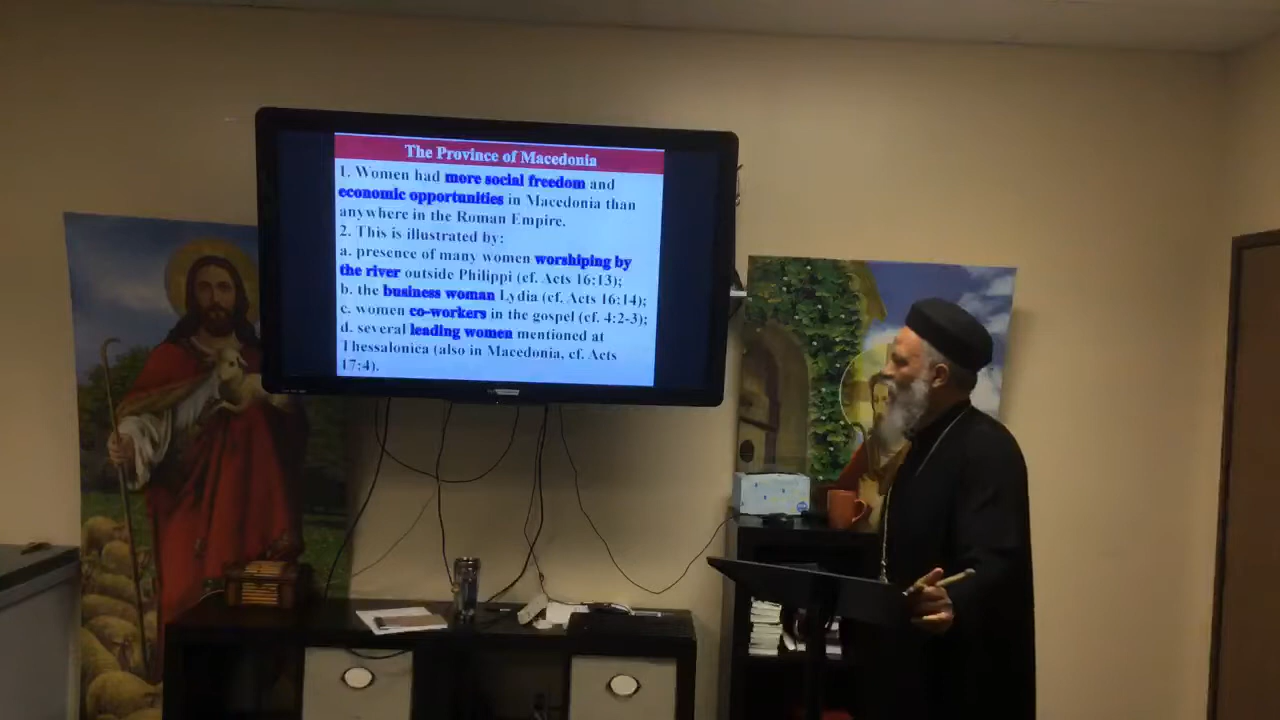 The Province of Macedonia
1. Women had more social freedom and
economic opportunities in Macedonia than
anywhere in the Roman Empire.
2. This is illustrated by:
a. presence of many women worshiping by
the river outside Philippi (cf. Acts 16:13);
b. the business woman Lydia (cf. Acts 16:14);
c. women co-workers in the gospel (cf. 4:2-3);
d. several leading women mentioned at
Thessalonica (also in Macedonia, cf. Acts
17:4).